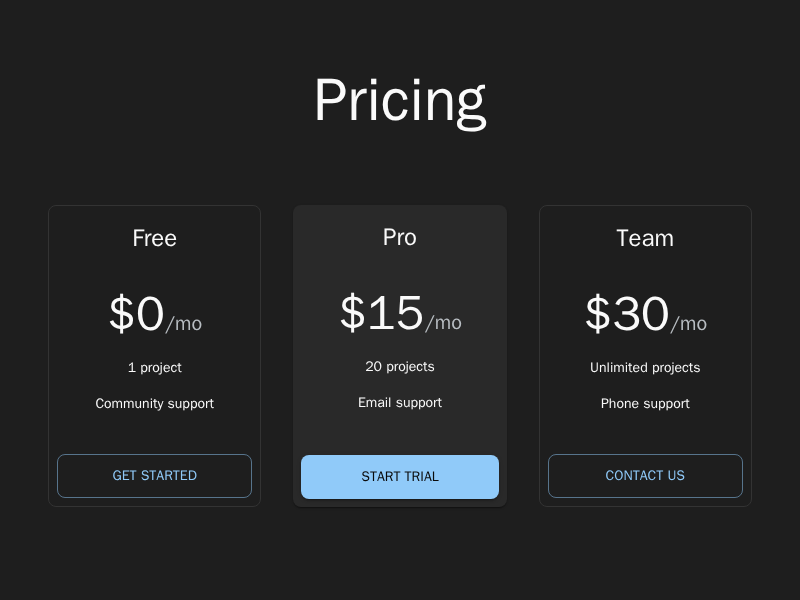 Pricing
Free
$0/mo
1 project
Community support
GET STARTED
Pro
$15/mo
20 projects
Email support
START TRIAL
Team
$30/mo
Unlimited projects
Phone support
CONTACT US